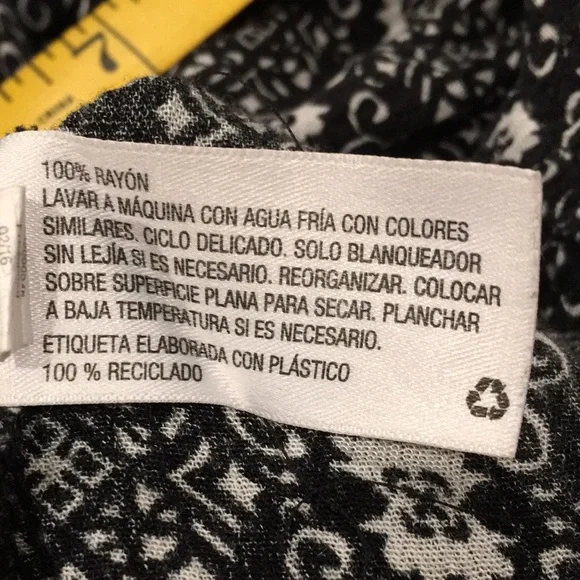 100% RAYÓN
LAVAR A MÁQUINA CON AGUA FRÍA CON COLORES
SIMILARES. CICLO DELICADO. SOLO BLANQUEADOR
SIN LEJÍA SI ES NECESARIO. REORGANIZAR. COLOCAR
SOBRE SUPERFICIE PLANA PARA SECAR. PLANCHAR
A BAJA TEMPERATURA SI ES NECESARIO.
ETIQUETA ELABORADA CON PLÁSTICO
100 % RECICLADO
02/16